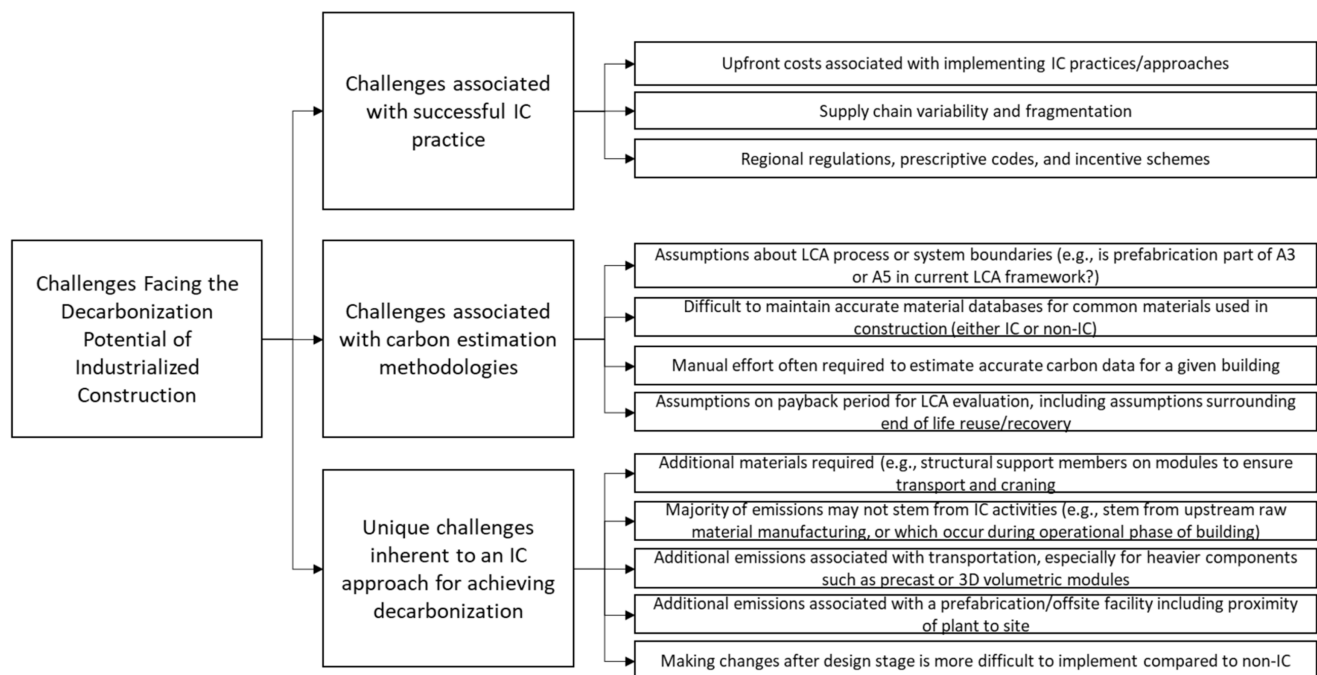 Challenges Facing the
Decarbonization
Potential of
Industrialized
Construction
Challenges associated
with successful IC
practice
Upfront costs associated with implementing IC practices/approaches
Supply chain variability and fragmentation
Regional regulations, prescriptive codes, and incentive schemes
Challenges associated
with carbon estimation
methodologies
Assumptions about LCA process or system boundaries (e.g., is prefabrication part of A3
or A5 in current LCA framework?)
Difficult to maintain accurate material databases for common materials used in
construction (either IC or non-IC)
Manual effort often required to estimate accurate carbon data for a given building
Assumptions on payback period for LCA evaluation, including assumptions surrounding
end of life reuse/recovery
Unique challenges
inherent to an IC
approach for achieving
decarbonization
Additional materials required (e.g., structural support members on modules to ensure
transport and craning
Majority of emissions may not stem from IC activities (e.g., stem from upstream raw
material manufacturing, or which occur during operational phase of building)
Additional emissions associated with transportation, especially for heavier components
such as precast or 3D volumetric modules
Additional emissions associated with a prefabrication/offsite facility including proximity
of plant to site
Making changes after design stage is more difficult to implement compared to non-IC